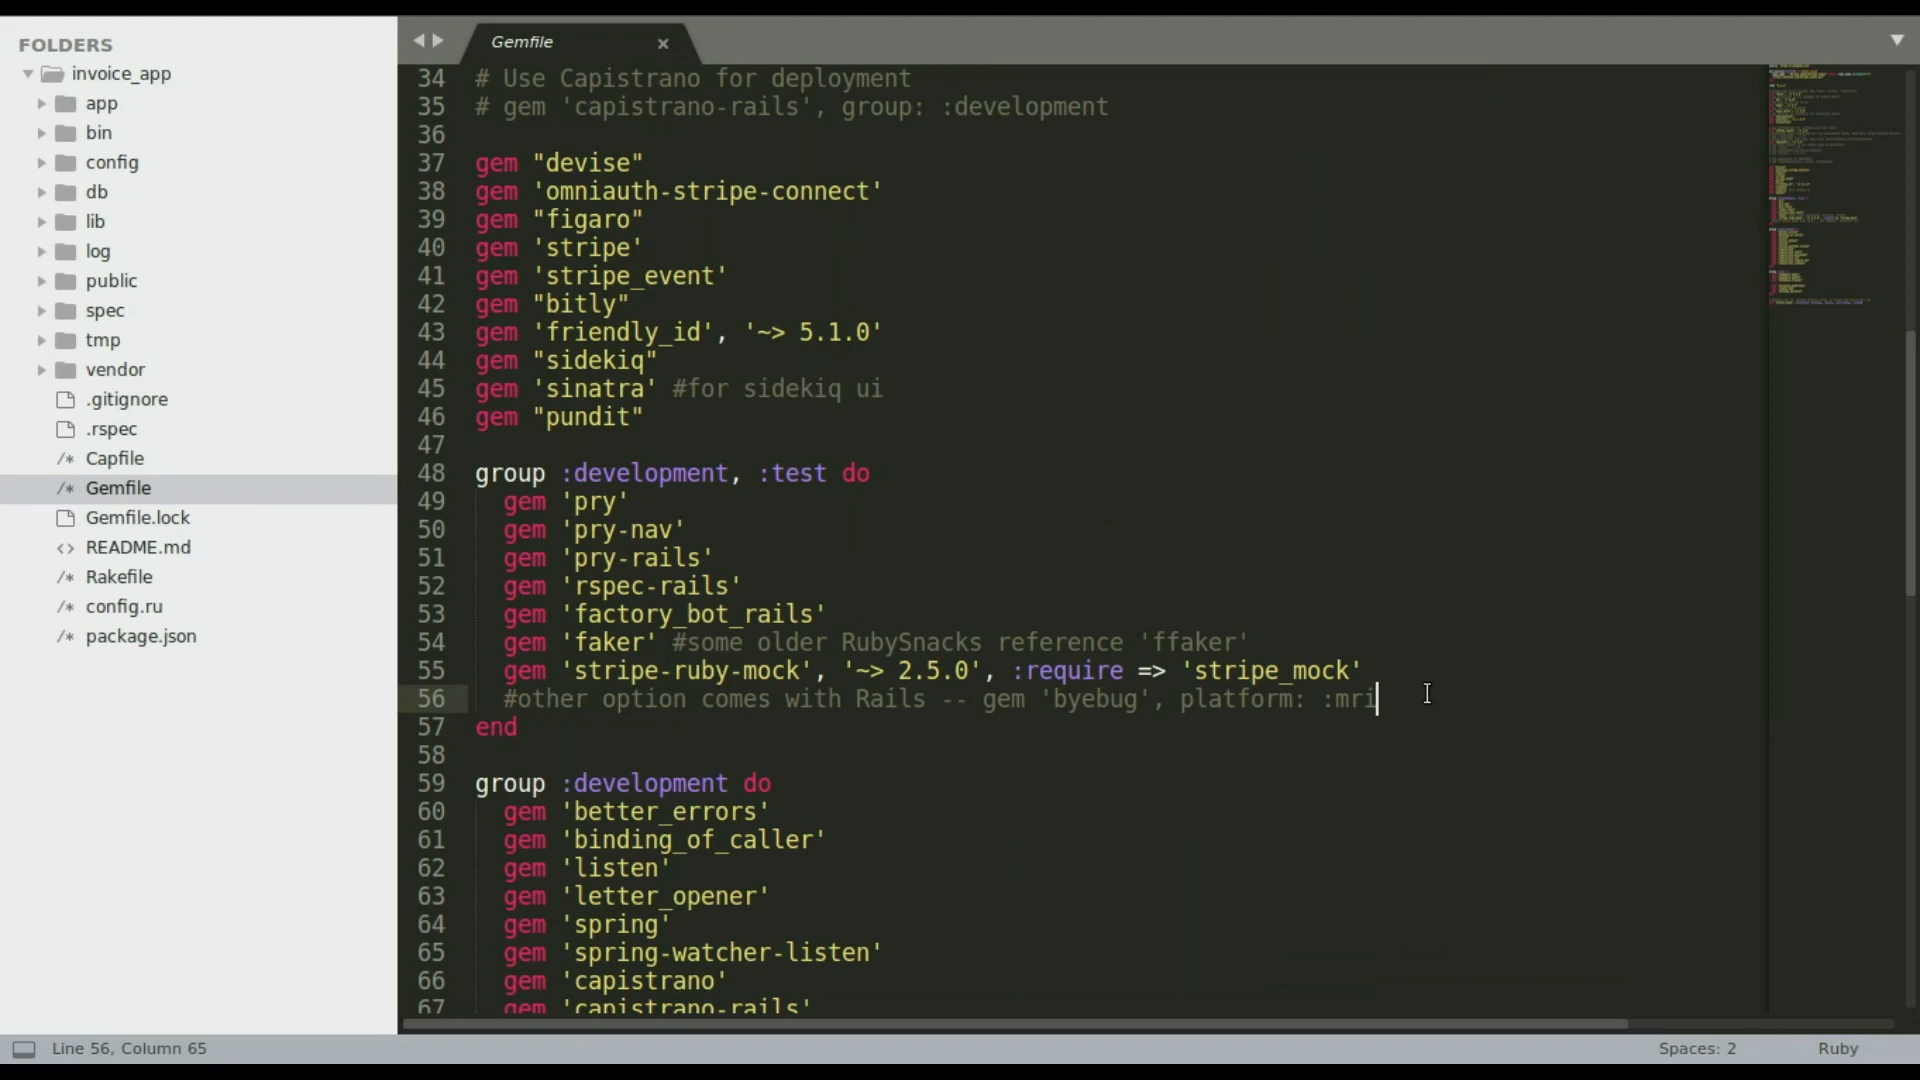 FOLDERS
invoice_app
app
bin
config
db
lib
log
public
spec
tmp
vendor
.gitignore
.rspec
/* Capfile
/* Gemfile
Gemfile.lock
<> README.md
/* Rakefile
/* config.ru
/* package.json
Gemfile ×
34 # Use Capistrano for deployment
35 # gem 'capistrano-rails', group: :development
36
37 gem "devise"
38 gem 'omniauth-stripe-connect'
39 gem "figaro"
40 gem 'stripe'
41 gem 'stripe_event'
42 gem "bitly"
43 gem 'friendly_id', '~> 5.1.0'
44 gem "sidekiq"
45 gem 'sinatra' #for sidekiq ui
46 gem "pundit"
47
48 group :development, :test do
49   gem 'pry'
50   gem 'pry-nav'
51   gem 'pry-rails'
52   gem 'rspec-rails'
53   gem 'factory_bot_rails'
54   gem 'faker' #some older RubySnacks reference 'ffaker'
55   gem 'stripe-ruby-mock', '~> 2.5.0', :require => 'stripe_mock'
56   #other option comes with Rails -- gem 'byebug', platform: :mri
57 end
58
59 group :development do
60   gem 'better_errors'
61   gem 'binding_of_caller'
62   gem 'listen'
63   gem 'letter_opener'
64   gem 'spring'
65   gem 'spring-watcher-listen'
66   gem 'capistrano'
67   gem 'capistrano-rails'
Line 56, Column 65
Spaces: 2
Ruby